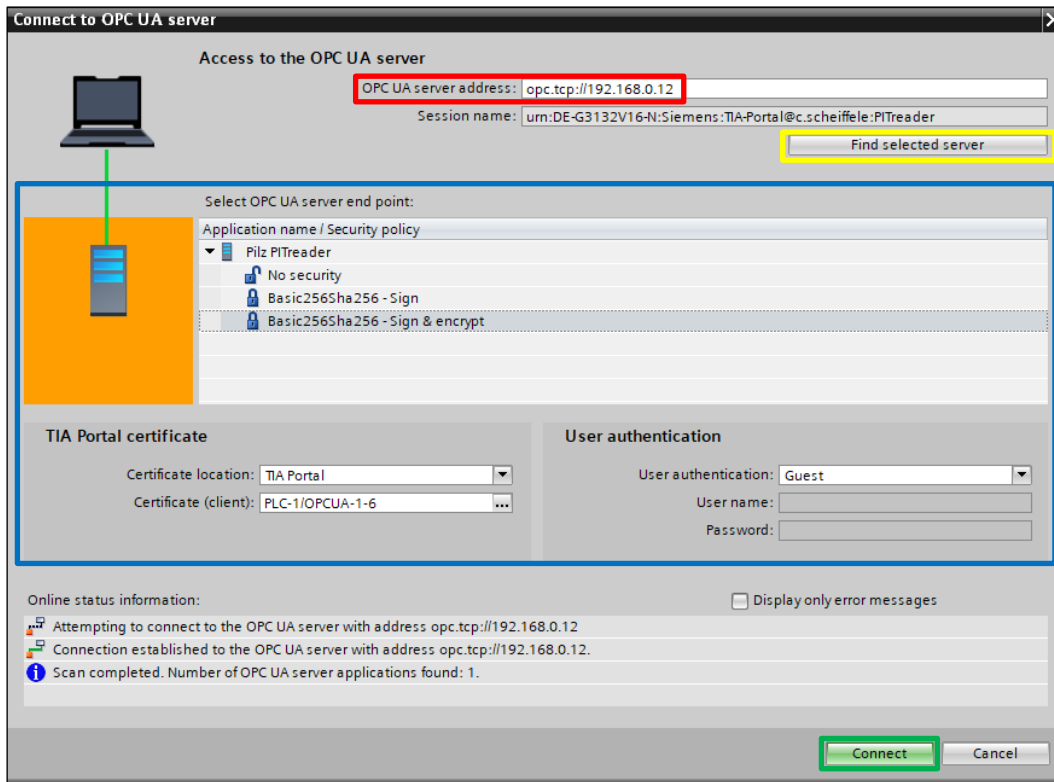 Connect to OPC UA server
Access to the OPC UA server
OPC UA server address: opc.tcp://192.168.0.12
Session name: urn:DE-G3132V16-N:Siemens:TIA-Portal@c.scheiffele:PITreader
Find selected server
Select OPC UA server end point:
Application name / Security policy
Pilz PITreader
No security
Basic256Sha256 - Sign
Basic256Sha256 - Sign & encrypt
TIA Portal certificate
Certificate location: TIA Portal
Certificate (client): PLC-1/OPCUA-1-6 ...
User authentication
User authentication: Guest
User name:
Password:
Online status information:
Display only error messages
Attempting to connect to the OPC UA server with address opc.tcp://192.168.0.12
Connection established to the OPC UA server with address opc.tcp://192.168.0.12.
Scan completed. Number of OPC UA server applications found: 1.
Connect Cancel